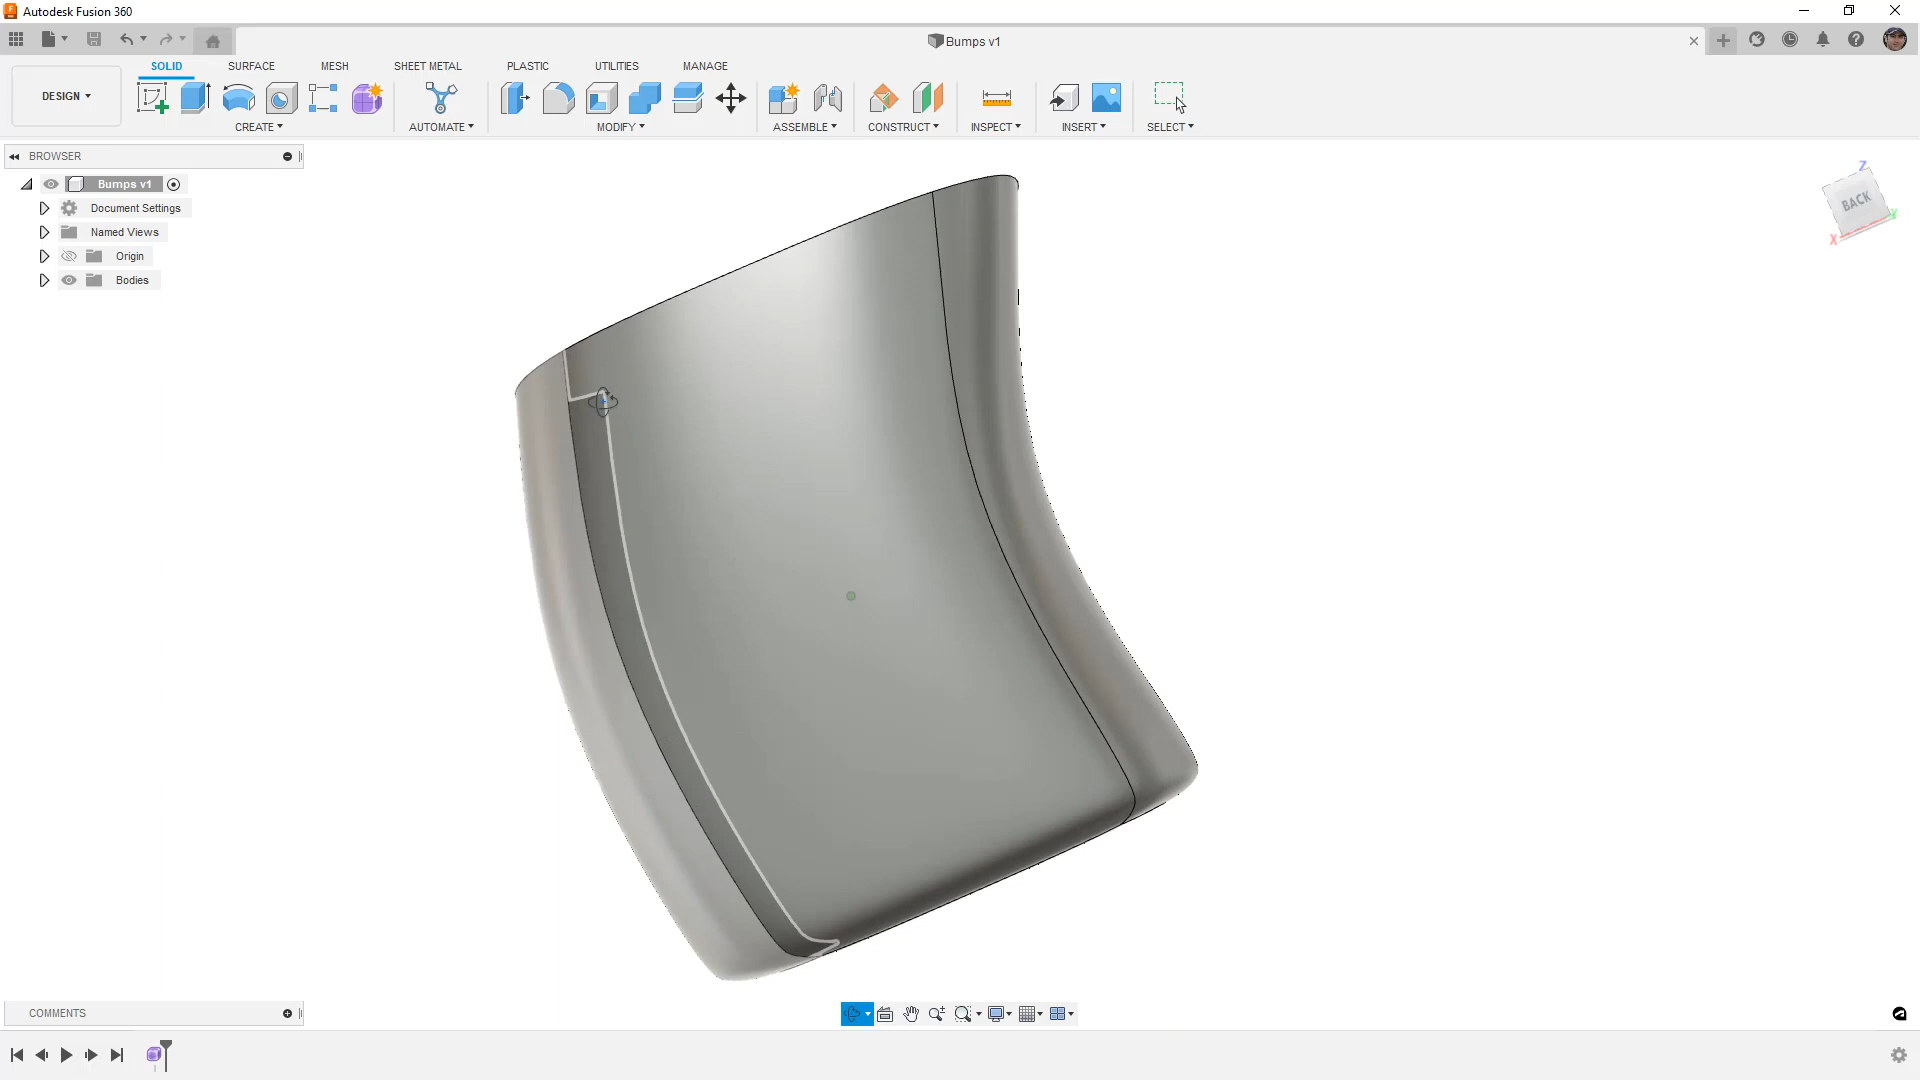 Autodesk Fusion 360
Bumps v1
SOLID SURFACE MESH SHEET METAL PLASTIC UTILITIES MANAGE
DESIGN
CREATE AUTOMATE MODIFY ASSEMBLE CONSTRUCT INSPECT INSERT SELECT
BROWSER
Bumps v1
Document Settings
Named Views
Origin
Bodies
Z
BACK
Y
X
COMMENTS